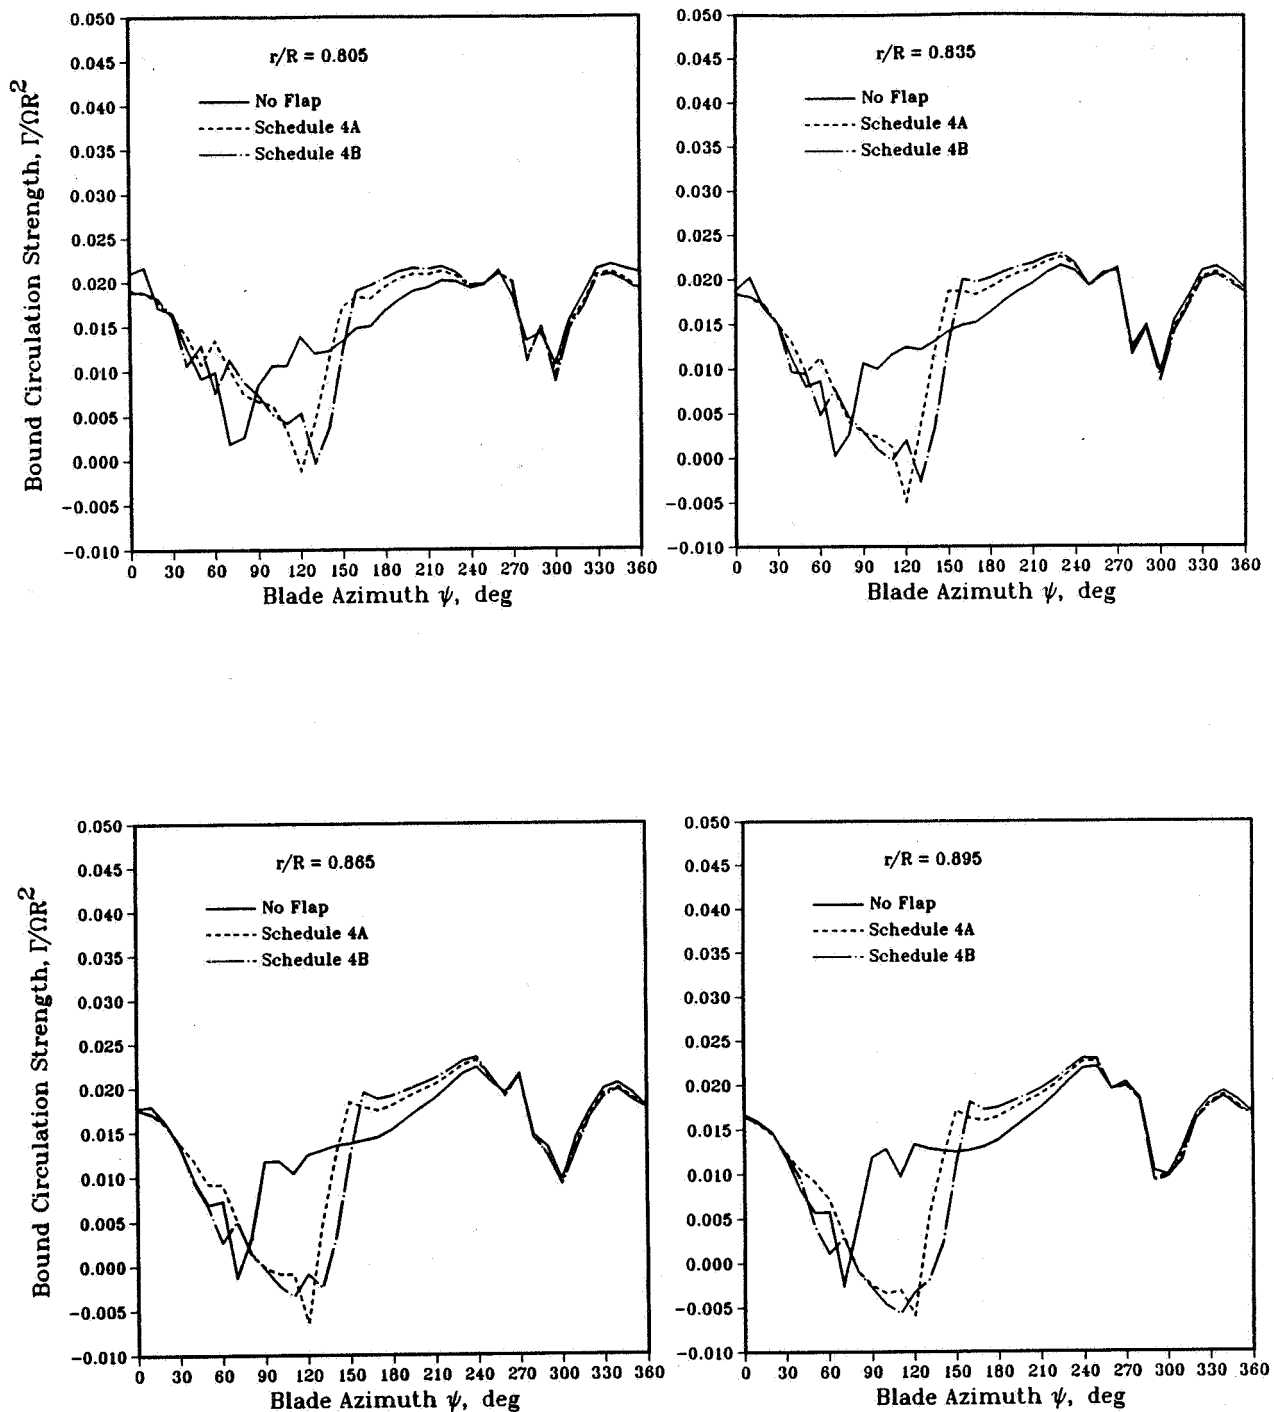 0.050
0.045
0.040
0.035
0.030
0.025
0.020
0.015
0.010
0.005
0.000
−0.005
−0.010
Bound Circulation Strength, Γ/ΩR²
r/R = 0.805
No Flap
Schedule 4A
Schedule 4B
0 30 60 90 120 150 180 210 240 270 300 330 360
Blade Azimuth ψ, deg
0.050
0.045
0.040
0.035
0.030
0.025
0.020
0.015
0.010
0.005
0.000
−0.005
−0.010
r/R = 0.835
No Flap
Schedule 4A
Schedule 4B
0 30 60 90 120 150 180 210 240 270 300 330 360
Blade Azimuth ψ, deg
0.050
0.045
0.040
0.035
0.030
0.025
0.020
0.015
0.010
0.005
0.000
−0.005
−0.010
Bound Circulation Strength, Γ/ΩR²
r/R = 0.865
No Flap
Schedule 4A
Schedule 4B
0 30 60 90 120 150 180 210 240 270 300 330 360
Blade Azimuth ψ, deg
0.050
0.045
0.040
0.035
0.030
0.025
0.020
0.015
0.010
0.005
0.000
−0.005
−0.010
r/R = 0.895
No Flap
Schedule 4A
Schedule 4B
0 30 60 90 120 150 180 210 240 270 300 330 360
Blade Azimuth ψ, deg